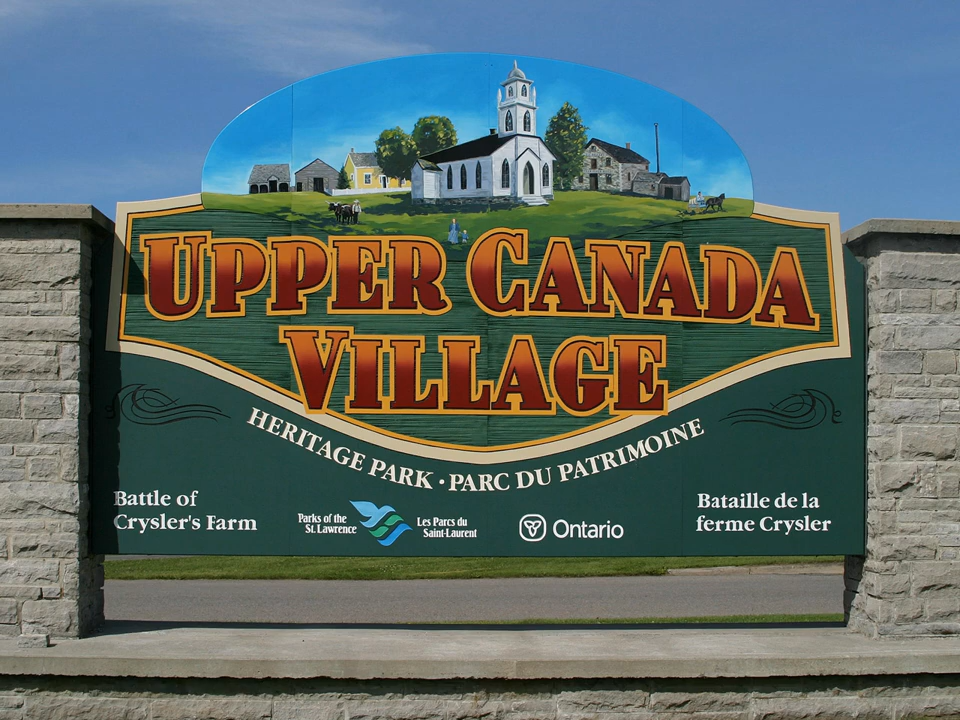 UPPER CANADA
VILLAGE
HERITAGE PARK · PARC DU PATRIMOINE
Battle of
Crysler's Farm
Parks of the
St. Lawrence
Les Parcs du
Saint-Laurent
Ontario
Bataille de la
ferme Crysler